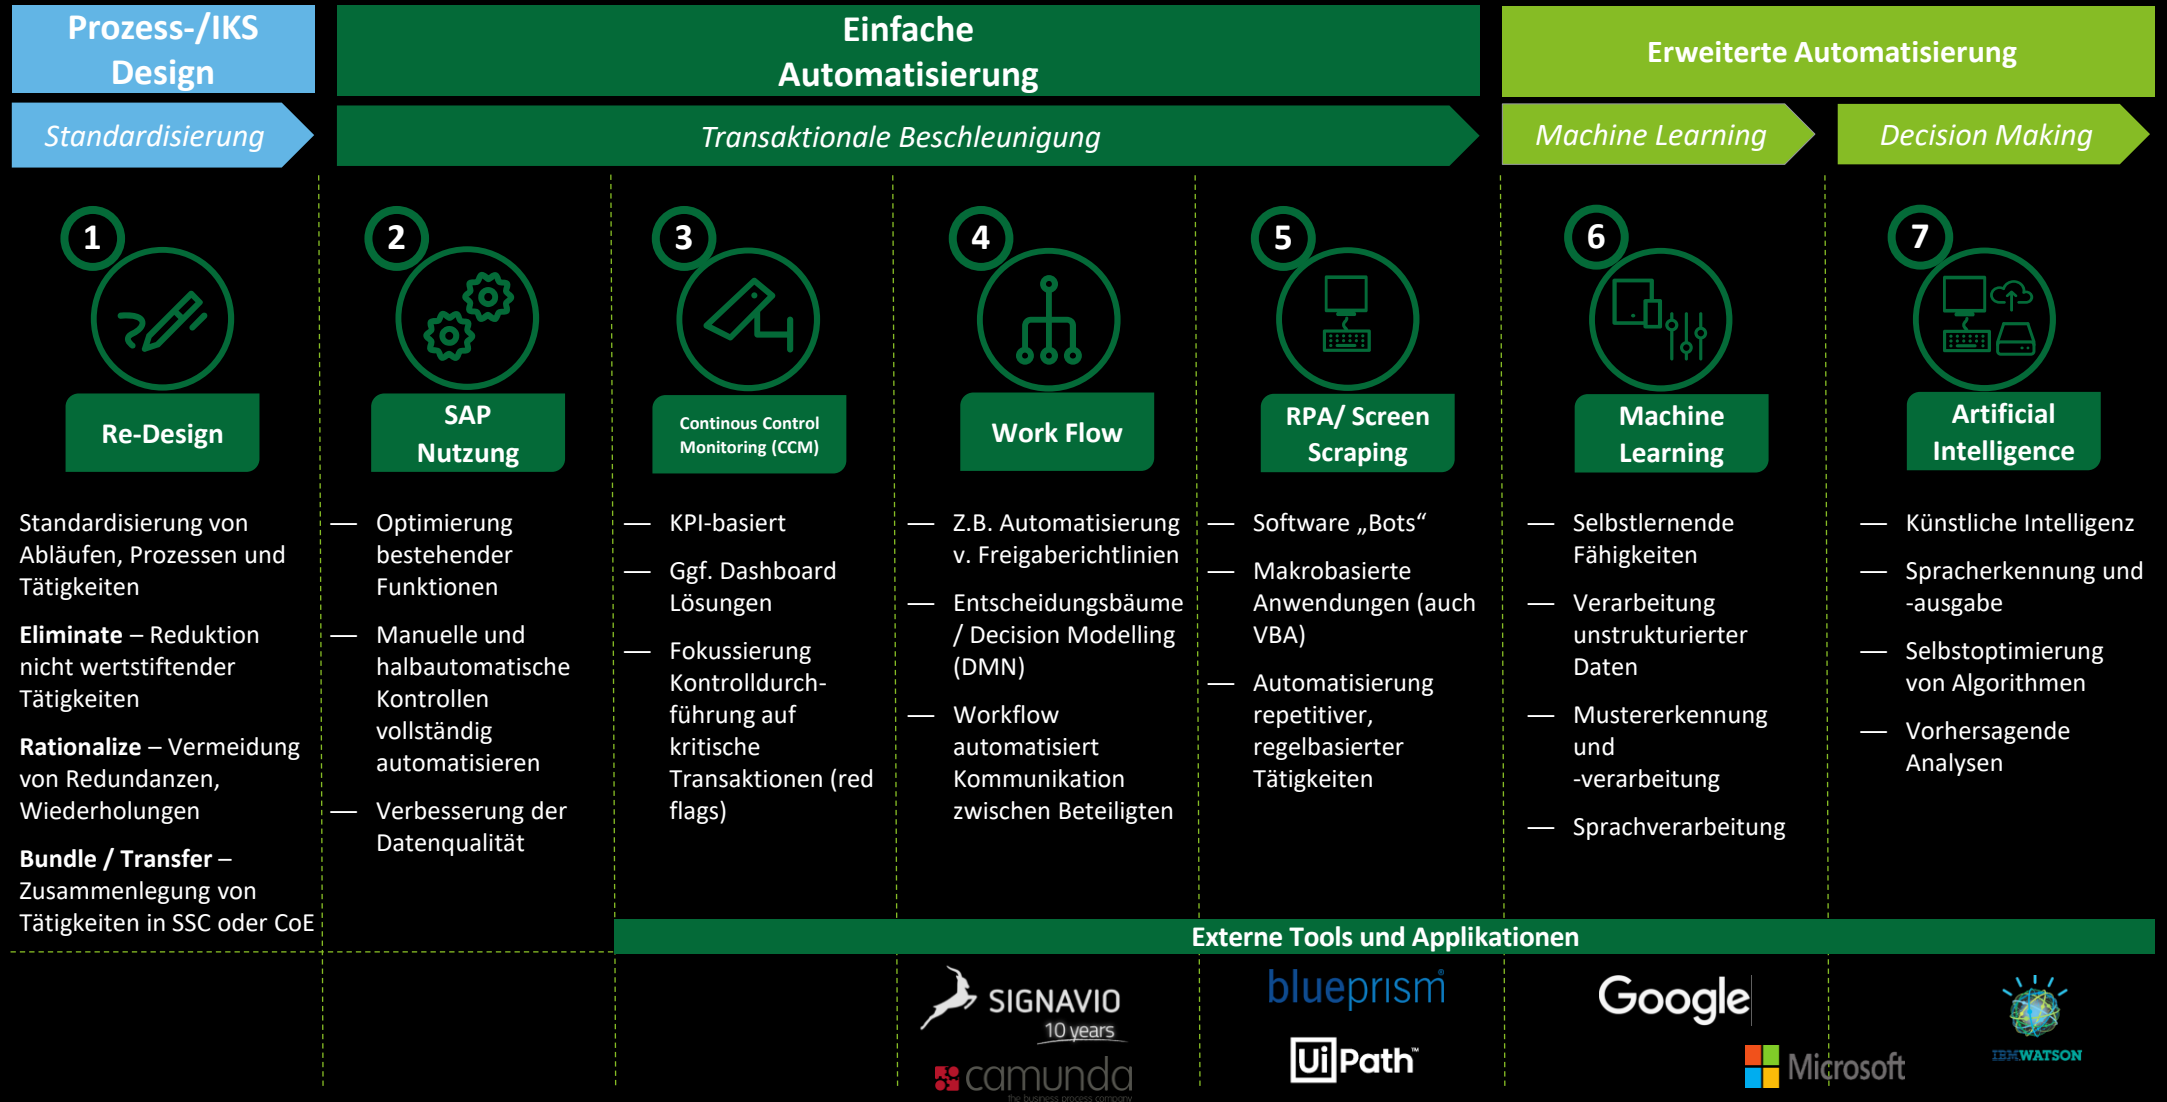 Prozess-/IKS
Design
Einfache
Automatisierung
Erweiterte Automatisierung
Standardisierung
Transaktionale Beschleunigung
Machine Learning
Decision Making
1
Re-Design
Standardisierung von
Abläufen, Prozessen und
Tätigkeiten
Eliminate – Reduktion
nicht wertstiftender
Tätigkeiten
Rationalize – Vermeidung
von Redundanzen,
Wiederholungen
Bundle / Transfer –
Zusammenlegung von
Tätigkeiten in SSC oder CoE
2
SAP
Nutzung
— Optimierung
bestehender
Funktionen
— Manuelle und
halbautomatische
Kontrollen
vollständig
automatisieren
— Verbesserung der
Datenqualität
3
Continous Control
Monitoring (CCM)
— KPI-basiert
— Ggf. Dashboard
Lösungen
— Fokussierung
Kontrolldurch-
führung auf
kritische
Transaktionen (red
flags)
4
Work Flow
— Z.B. Automatisierung
v. Freigaberichtlinien
— Entscheidungsbäume
/ Decision Modelling
(DMN)
— Workflow
automatisiert
Kommunikation
zwischen Beteiligten
5
RPA/ Screen
Scraping
— Software „Bots“
— Makrobasierte
Anwendungen (auch
VBA)
— Automatisierung
repetitiver,
regelbasierter
Tätigkeiten
6
Machine
Learning
— Selbstlernende
Fähigkeiten
— Verarbeitung
unstrukturierter
Daten
— Mustererkennung
und
-verarbeitung
— Sprachverarbeitung
7
Artificial
Intelligence
— Künstliche Intelligenz
— Spracherkennung und
-ausgabe
— Selbstoptimierung
von Algorithmen
— Vorhersagende
Analysen
Externe Tools und Applikationen
SIGNAVIO
10 years
camunda
the business process company
blueprism®
UiPath™
Google
Microsoft
IBM WATSON